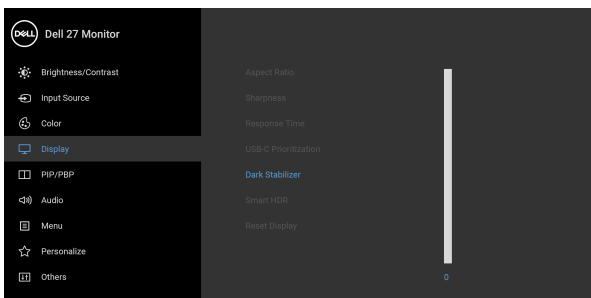 DELL Dell 27 Monitor
Brightness/Contrast
Input Source
Color
Display
PIP/PBP
Audio
Menu
Personalize
Others
Aspect Ratio
Sharpness
Response Time
USB-C Prioritization
Dark Stabilizer
Smart HDR
Reset Display
0